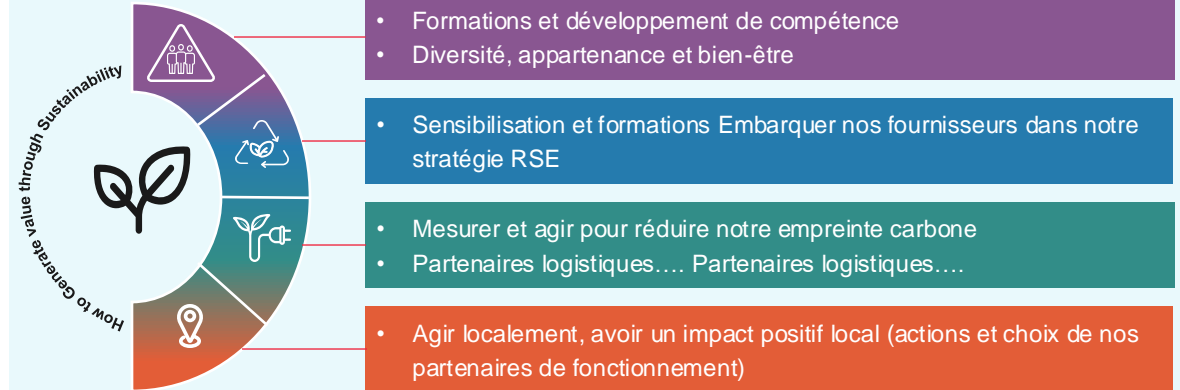 How to Generate value through Sustainability
• Formations et développement de compétence
• Diversité, appartenance et bien-être
• Sensibilisation et formations Embarquer nos fournisseurs dans notre
stratégie RSE
• Mesurer et agir pour réduire notre empreinte carbone
• Partenaires logistiques…. Partenaires logistiques….
• Agir localement, avoir un impact positif local (actions et choix de nos
partenaires de fonctionnement)